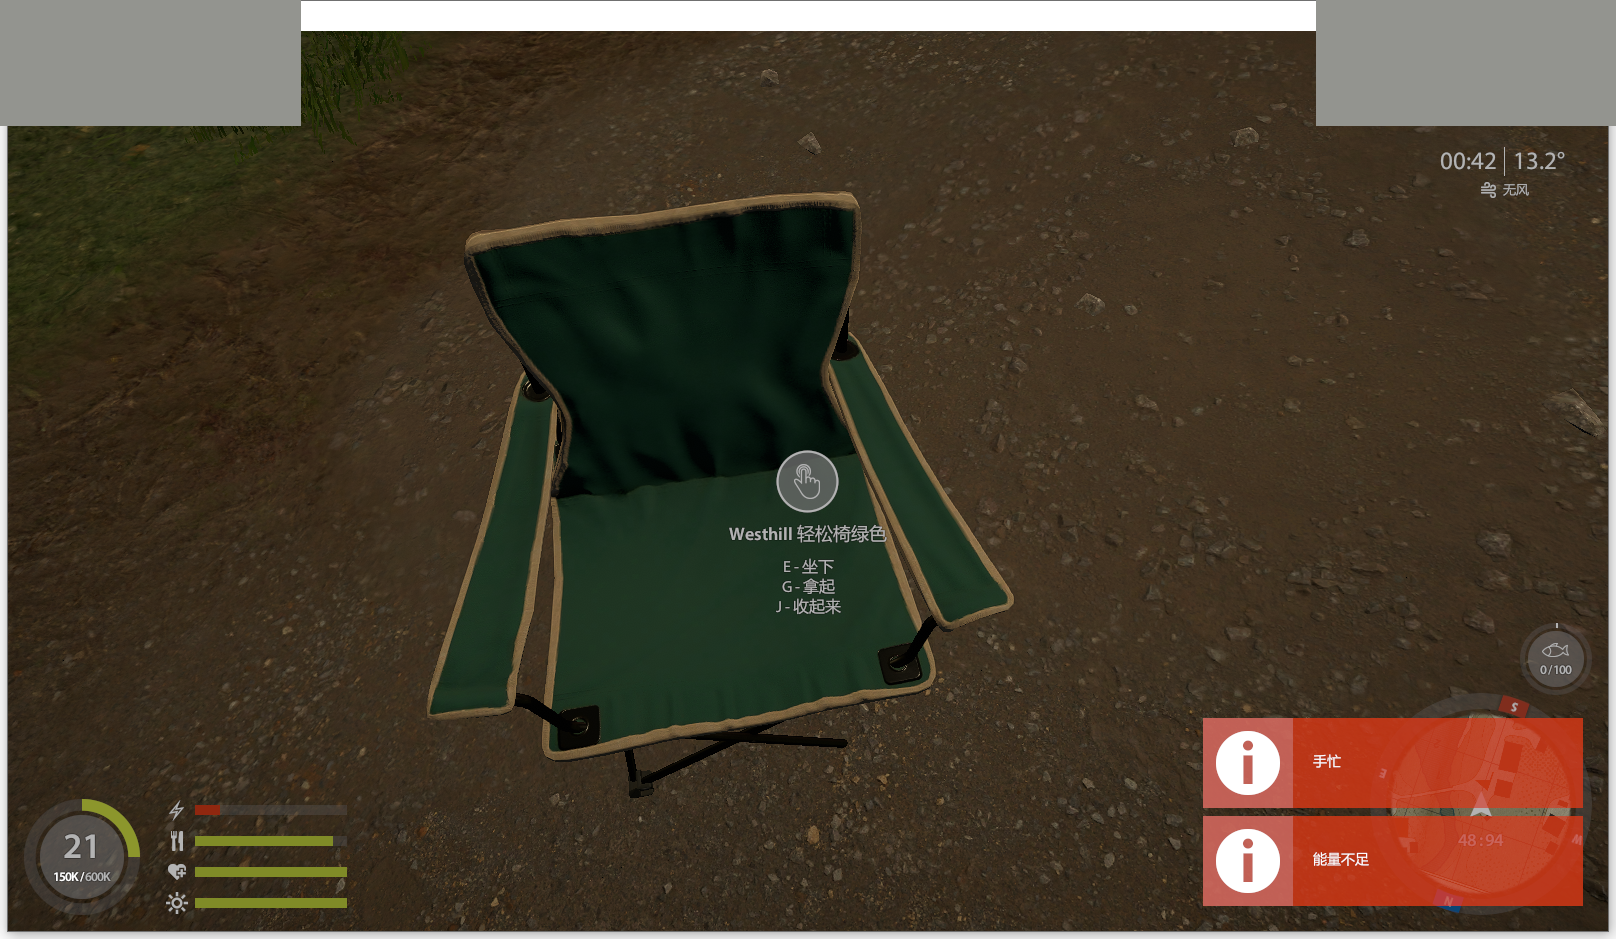 00:42 | 13.2°
无风
Westhill 轻松椅绿色
E - 坐下
G - 拿起
J - 收起来
0/100
S
手忙
E
W
48:94
能量不足
N
21
150K/600K